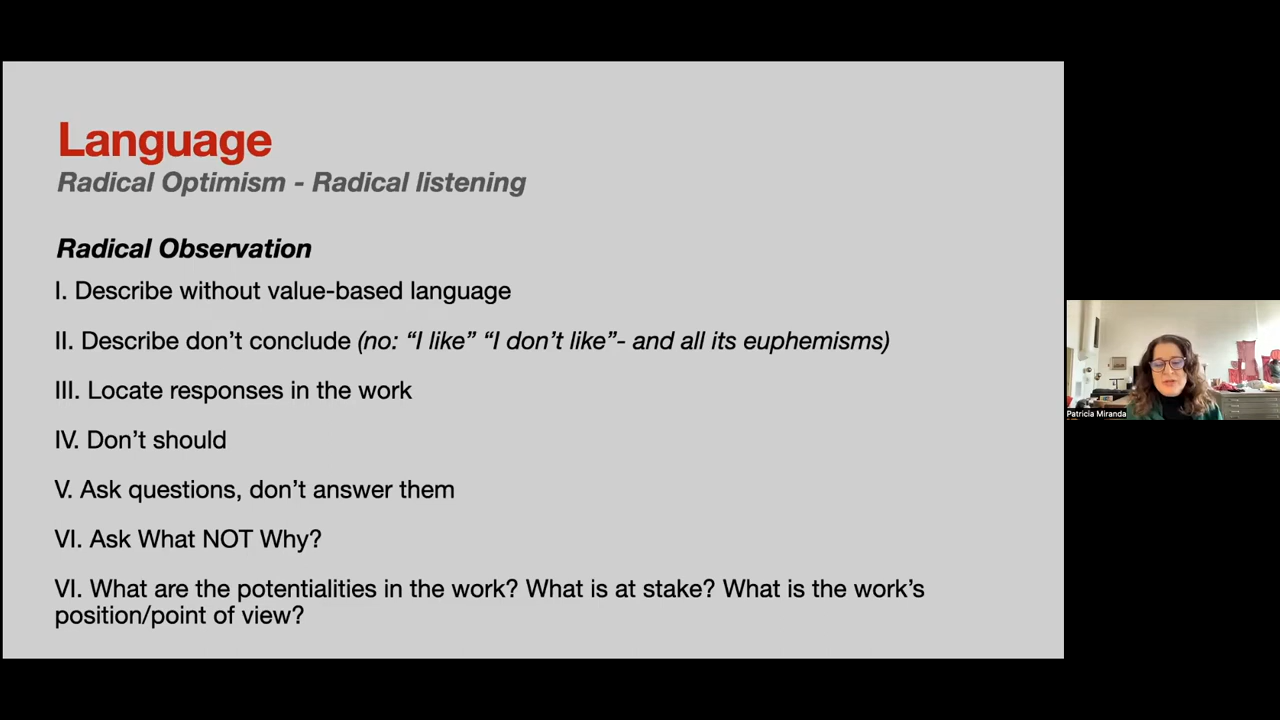 Language
Radical Optimism - Radical listening
Radical Observation
I. Describe without value-based language
II. Describe don’t conclude (no: “I like” “I don’t like”- and all its euphemisms)
III. Locate responses in the work
IV. Don’t should
V. Ask questions, don’t answer them
VI. Ask What NOT Why?
VI. What are the potentialities in the work? What is at stake? What is the work’s
position/point of view?
Patricia Miranda